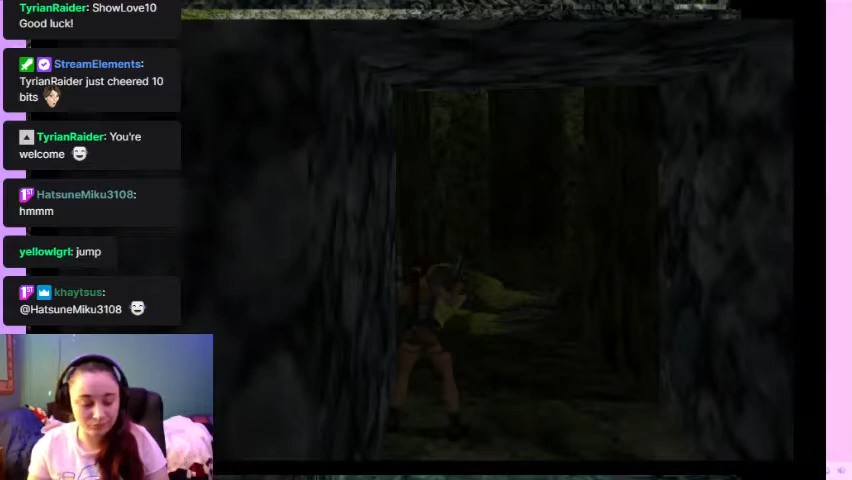 TyrianRaider: ShowLove10
Good luck!
StreamElements:
TyrianRaider just cheered 10
bits
TyrianRaider: You're
welcome
HatsuneMiku3108:
hmmm
yellowlgrl: jump
khaytsus:
@HatsuneMiku3108